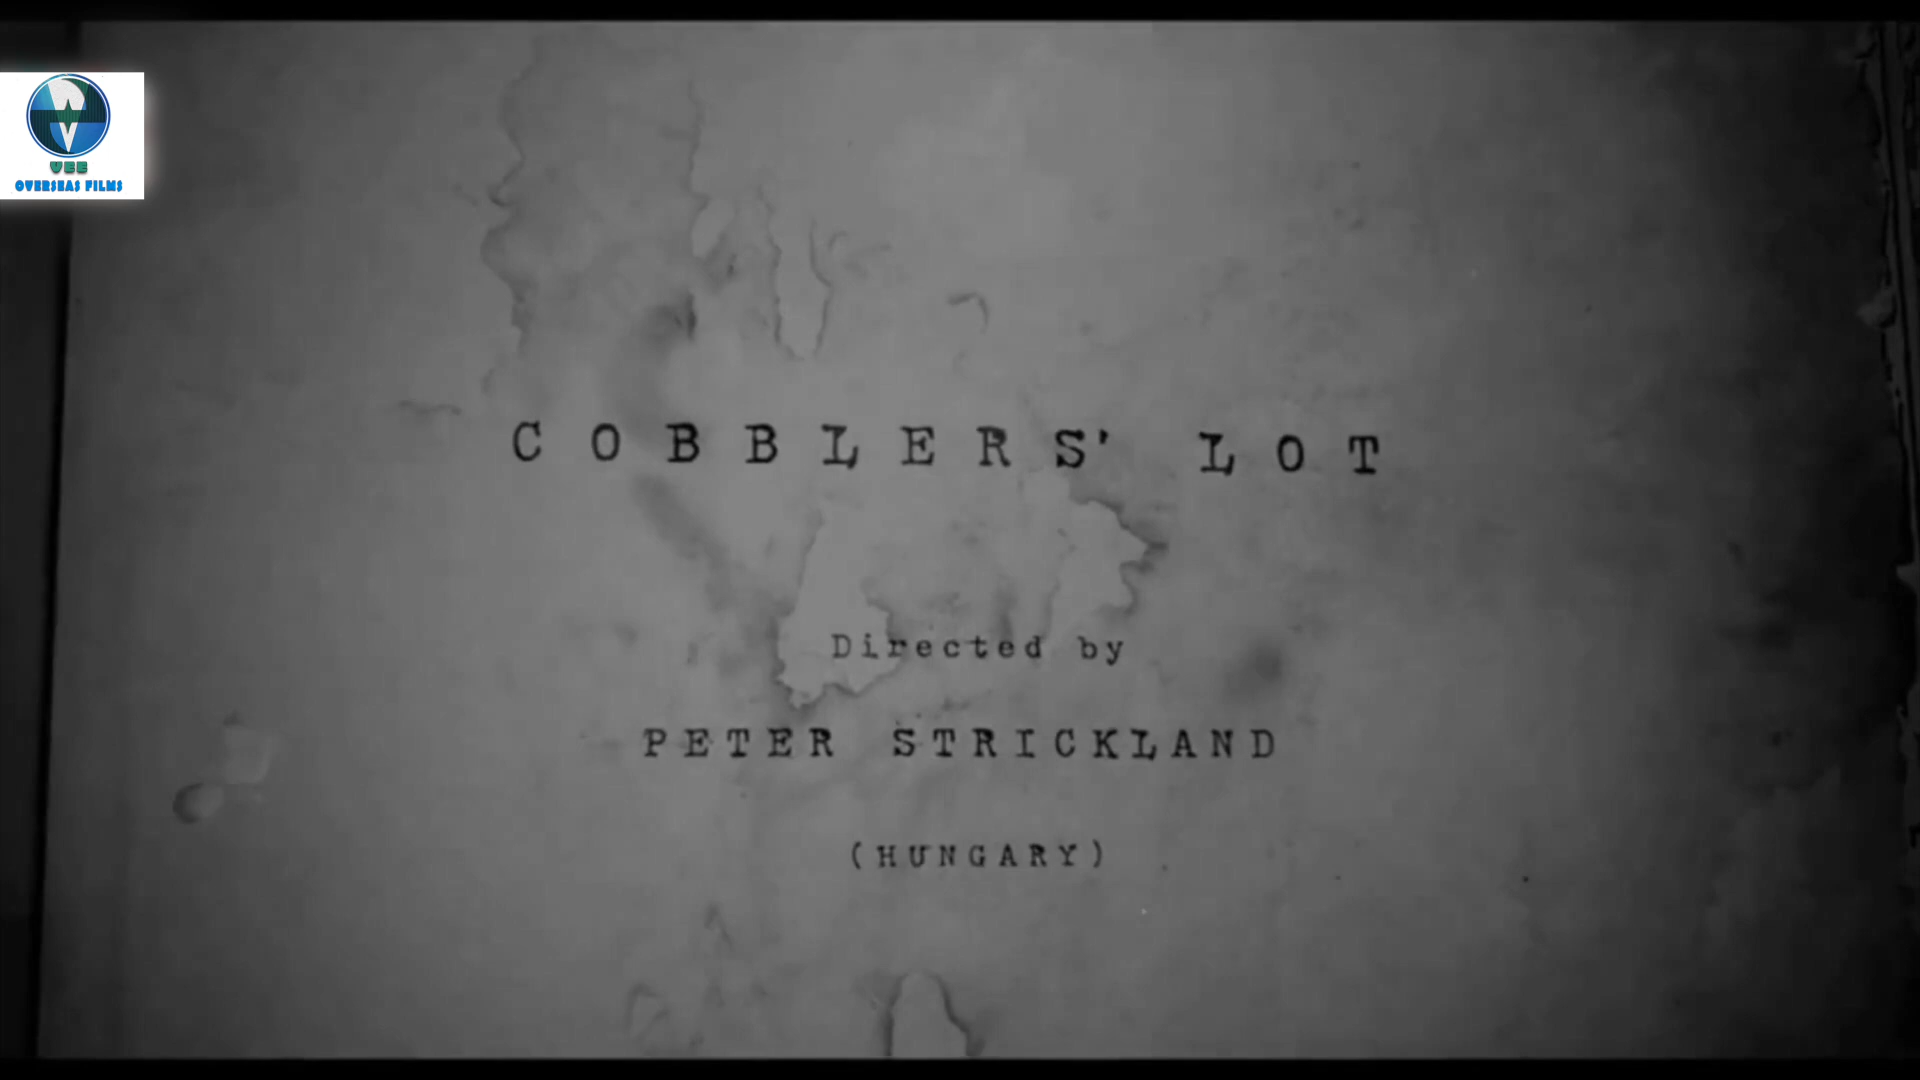 VEE
OVERSEAS FILMS
COBBLERS' LOT
Directed by
PETER STRICKLAND
(HUNGARY)